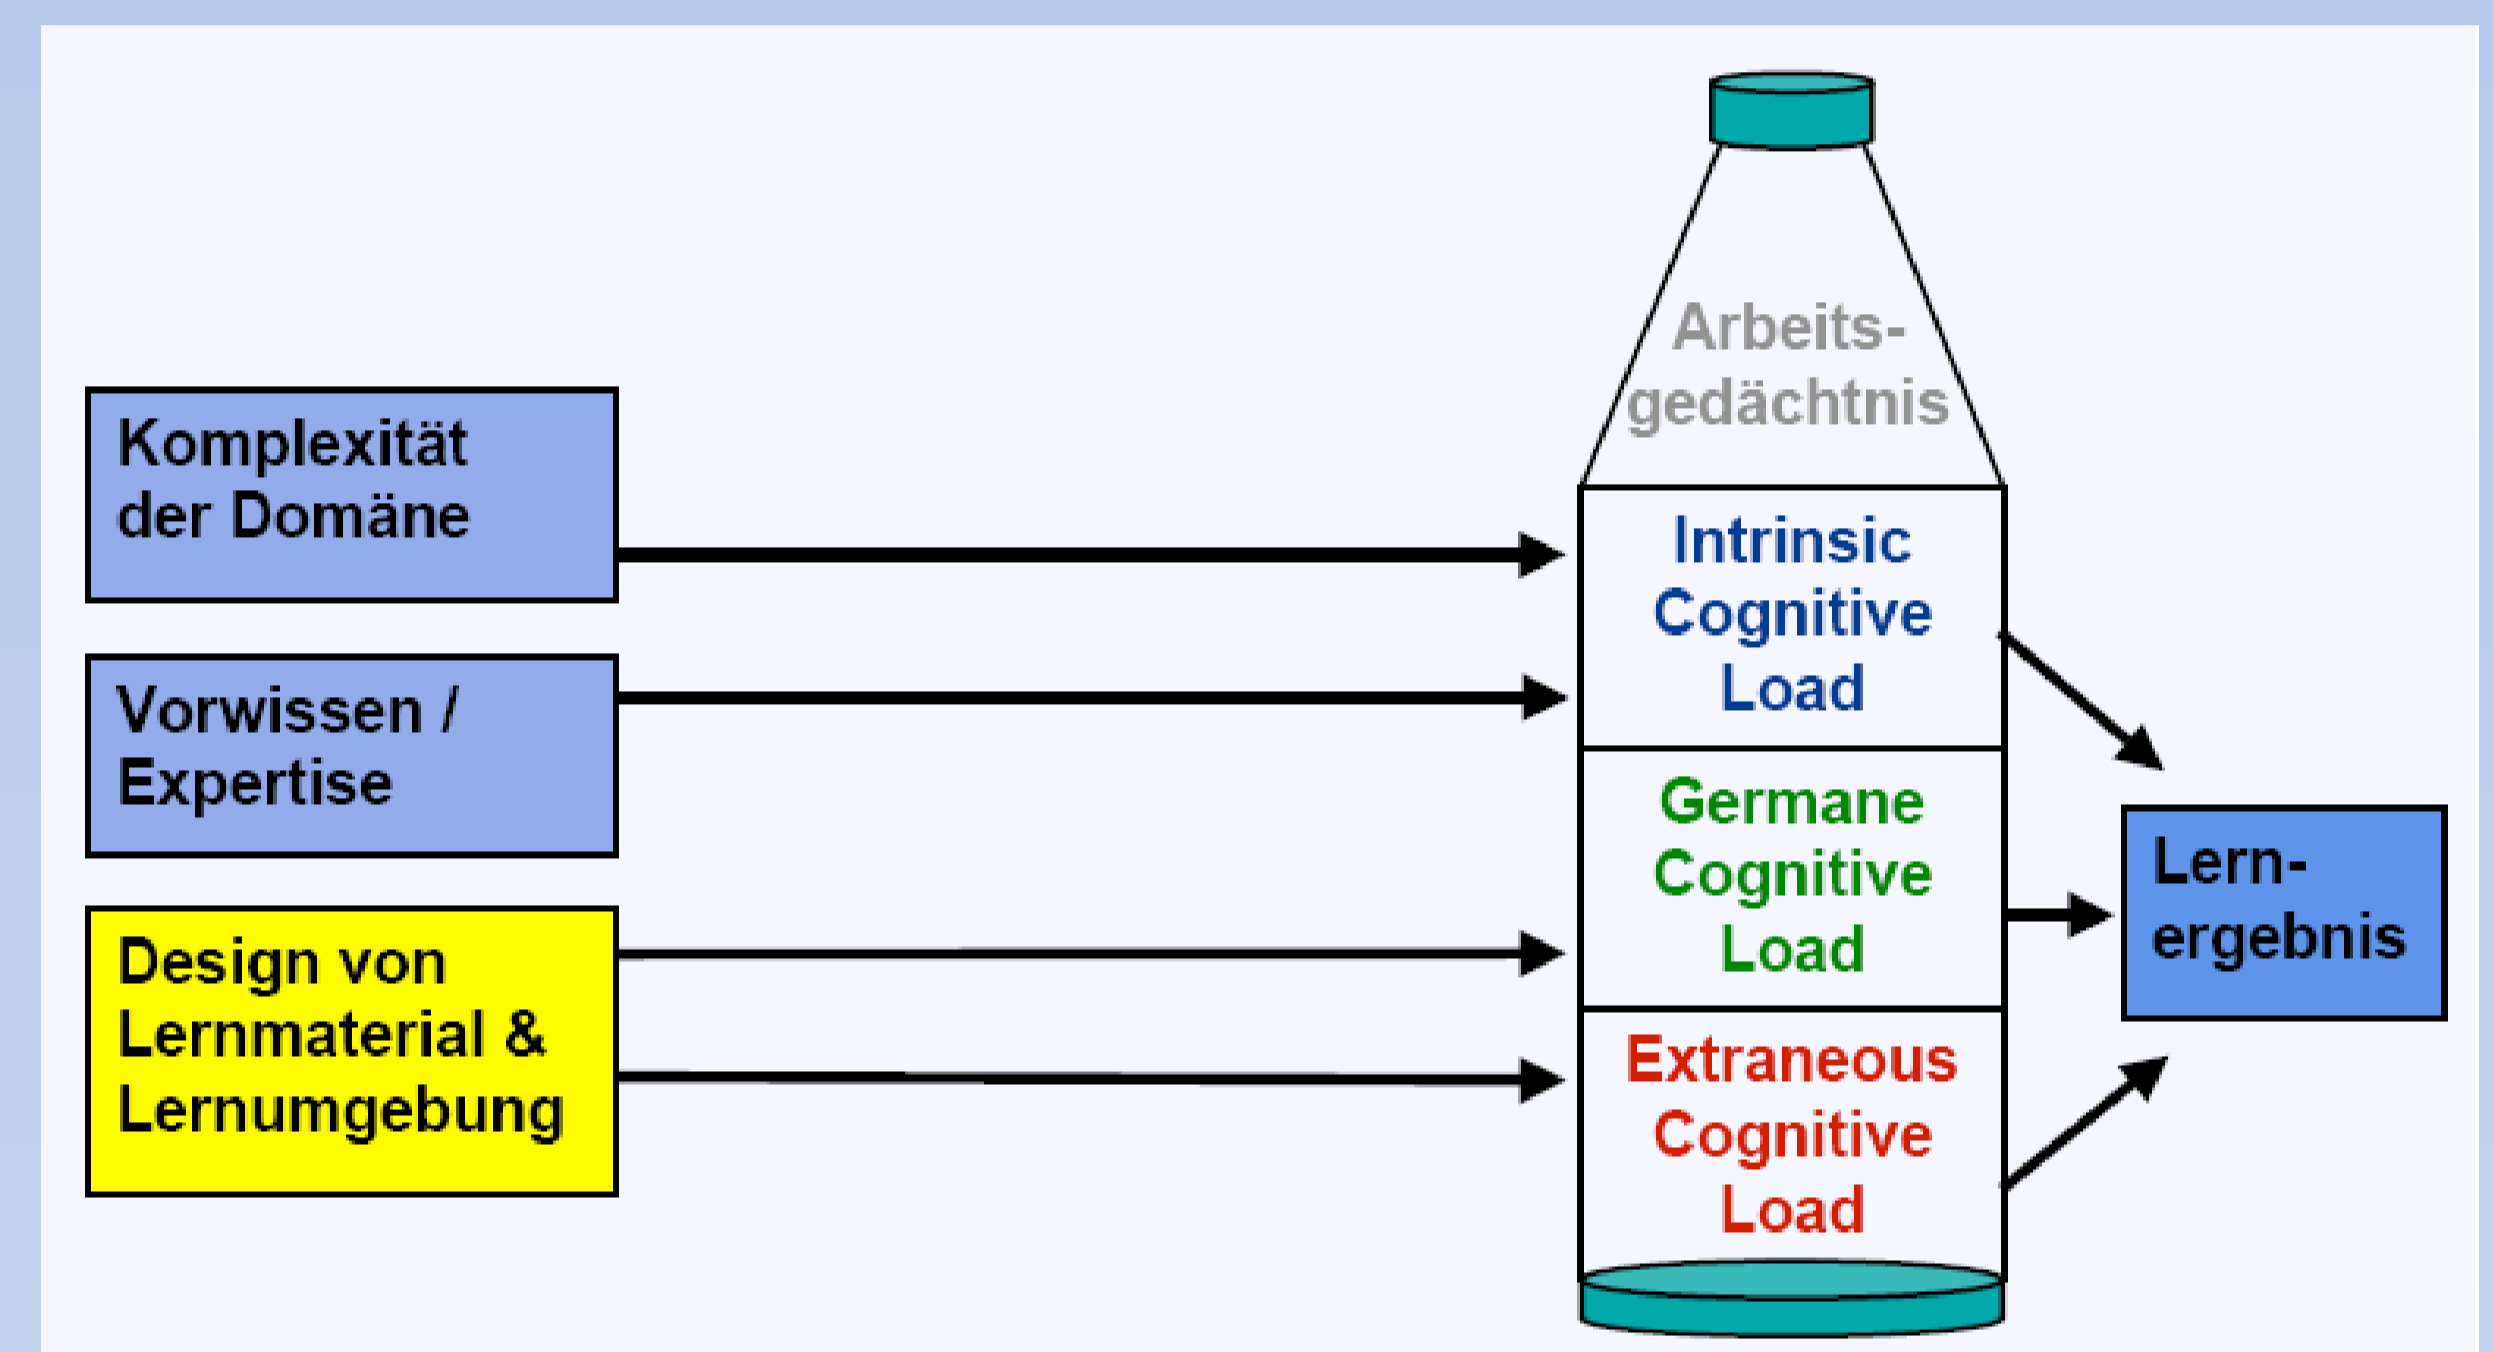 Arbeits-
gedächtnis
Komplexität
der Domäne
Vorwissen /
Expertise
Design von
Lernmaterial &
Lernumgebung
Intrinsic
Cognitive
Load
Germane
Cognitive
Load
Extraneous
Cognitive
Load
Lern-
ergebnis